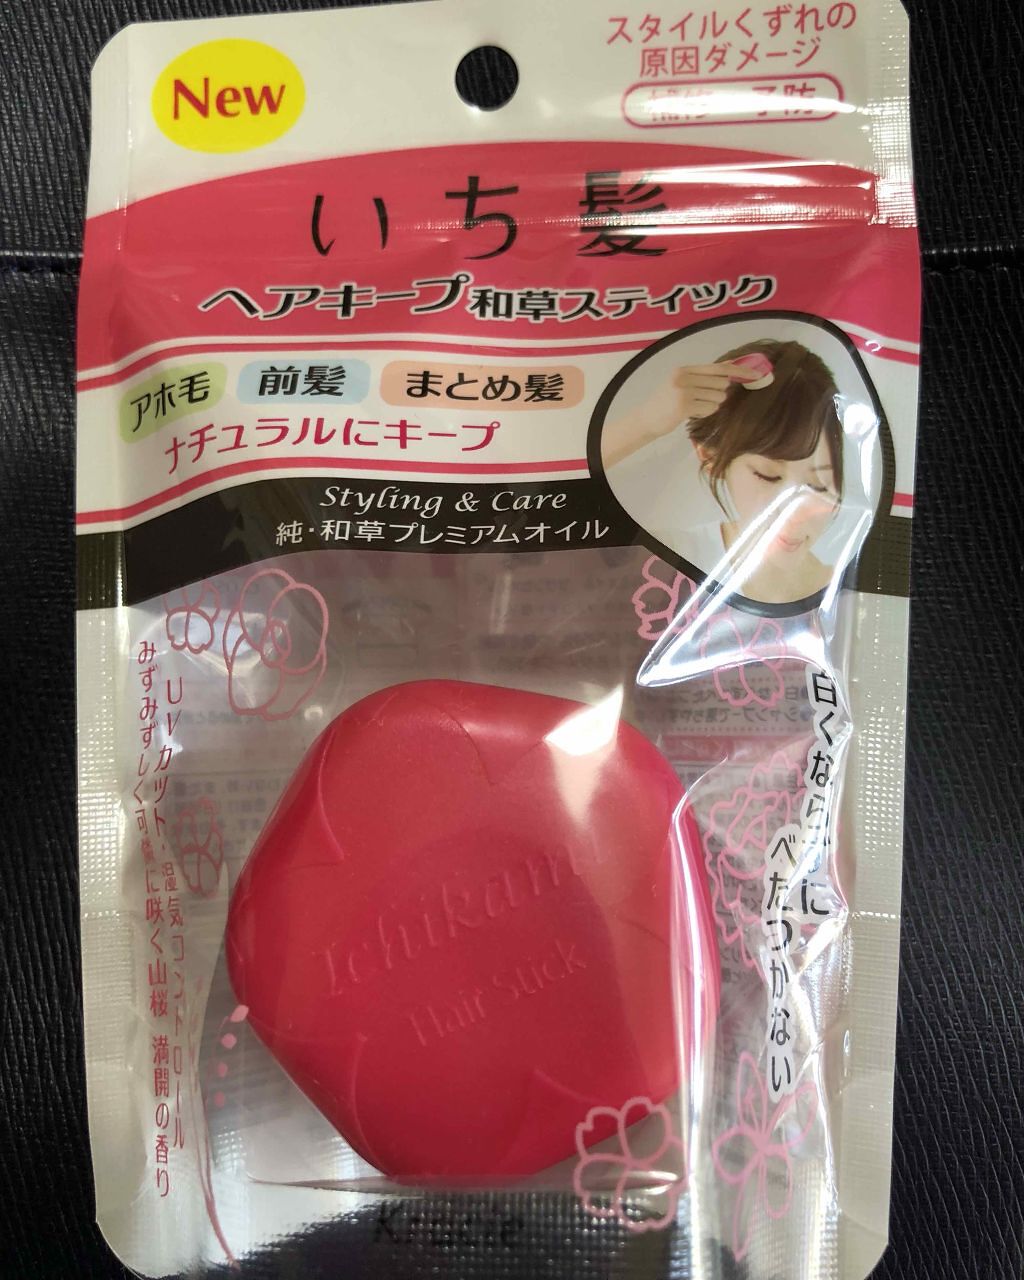 New
スタイルくずれの
原因ダメージ
補修 予防
いち髪
ヘアキープ和草スティック
アホ毛 前髪 まとめ髪
ナチュラルにキープ
Styling & Care
純・和草プレミアムオイル
白くならずに
べたつかない
UVカット・湿気コントロール
みずみずしく可憐に咲く山桜 満開の香り
Ichikami
Hair Stick
Kracie